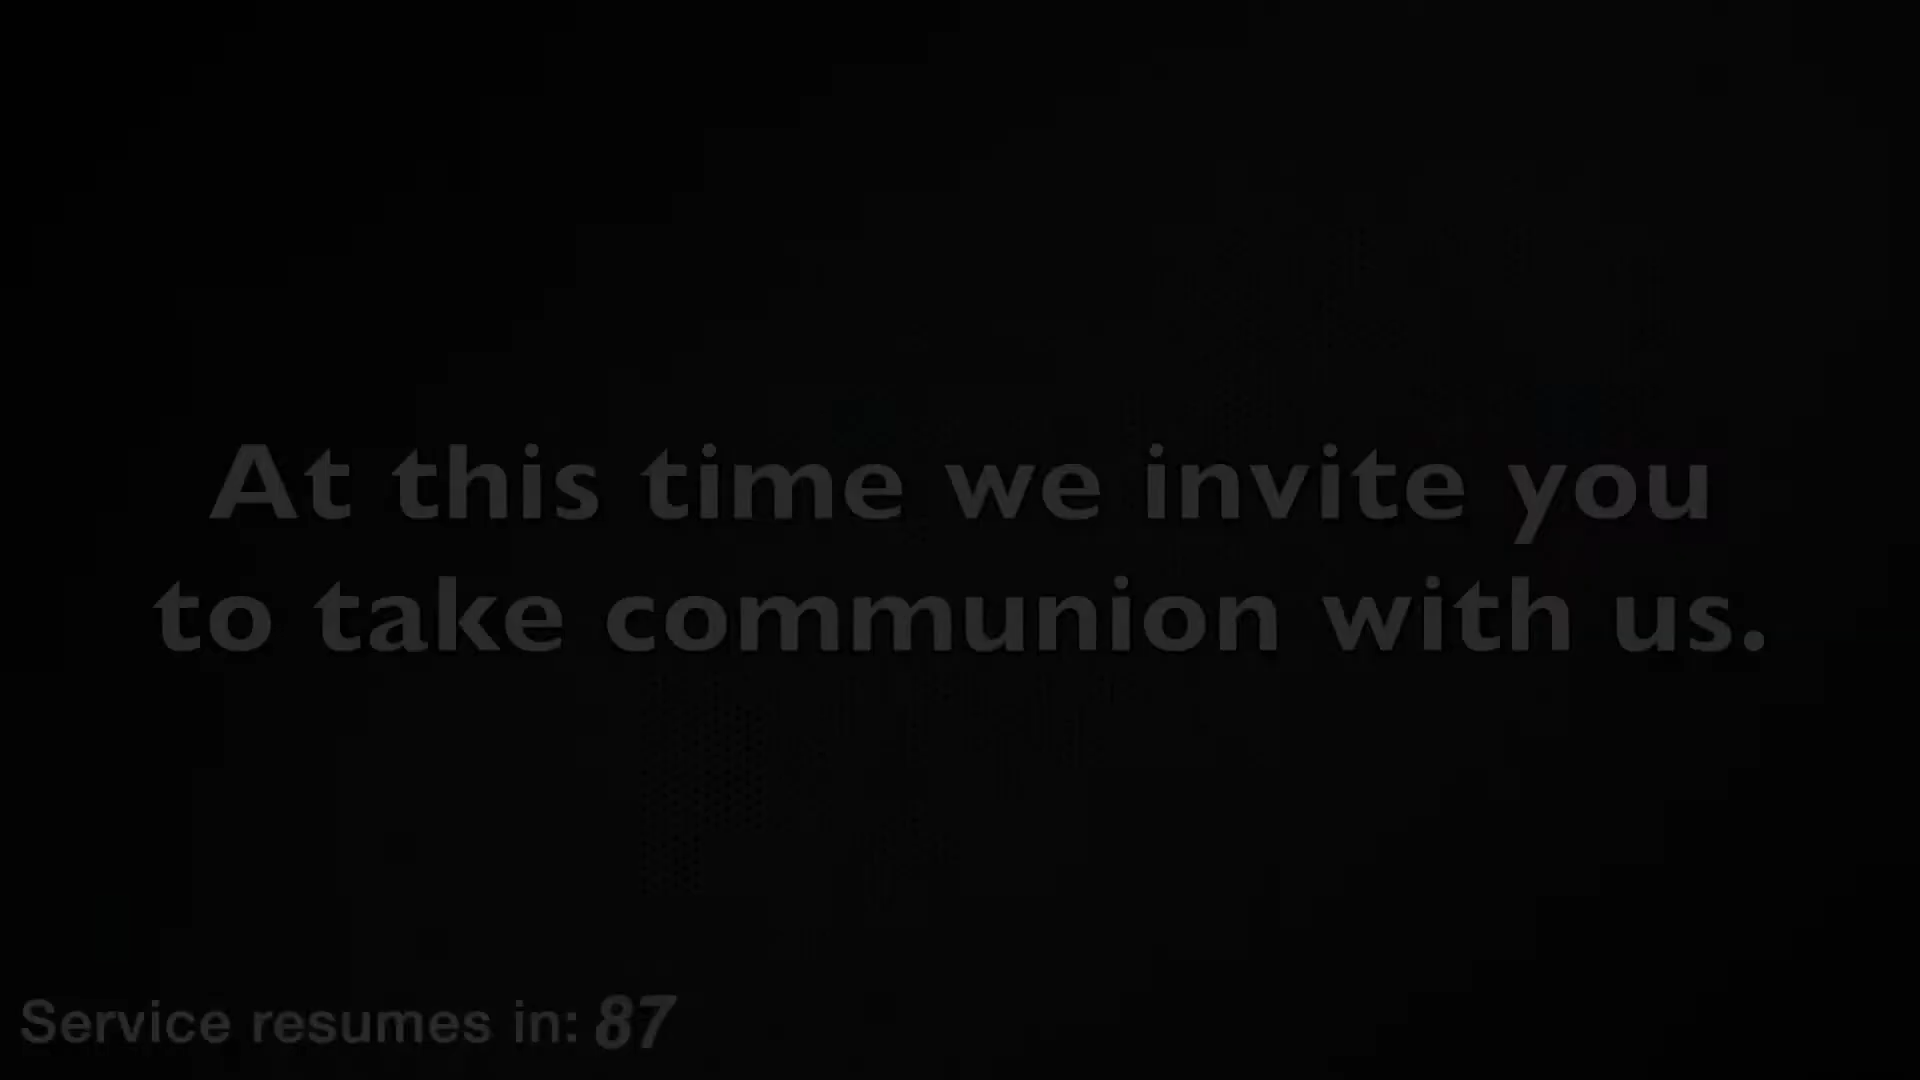 At this time we invite you
to take communion with us.
Service resumes in: 87